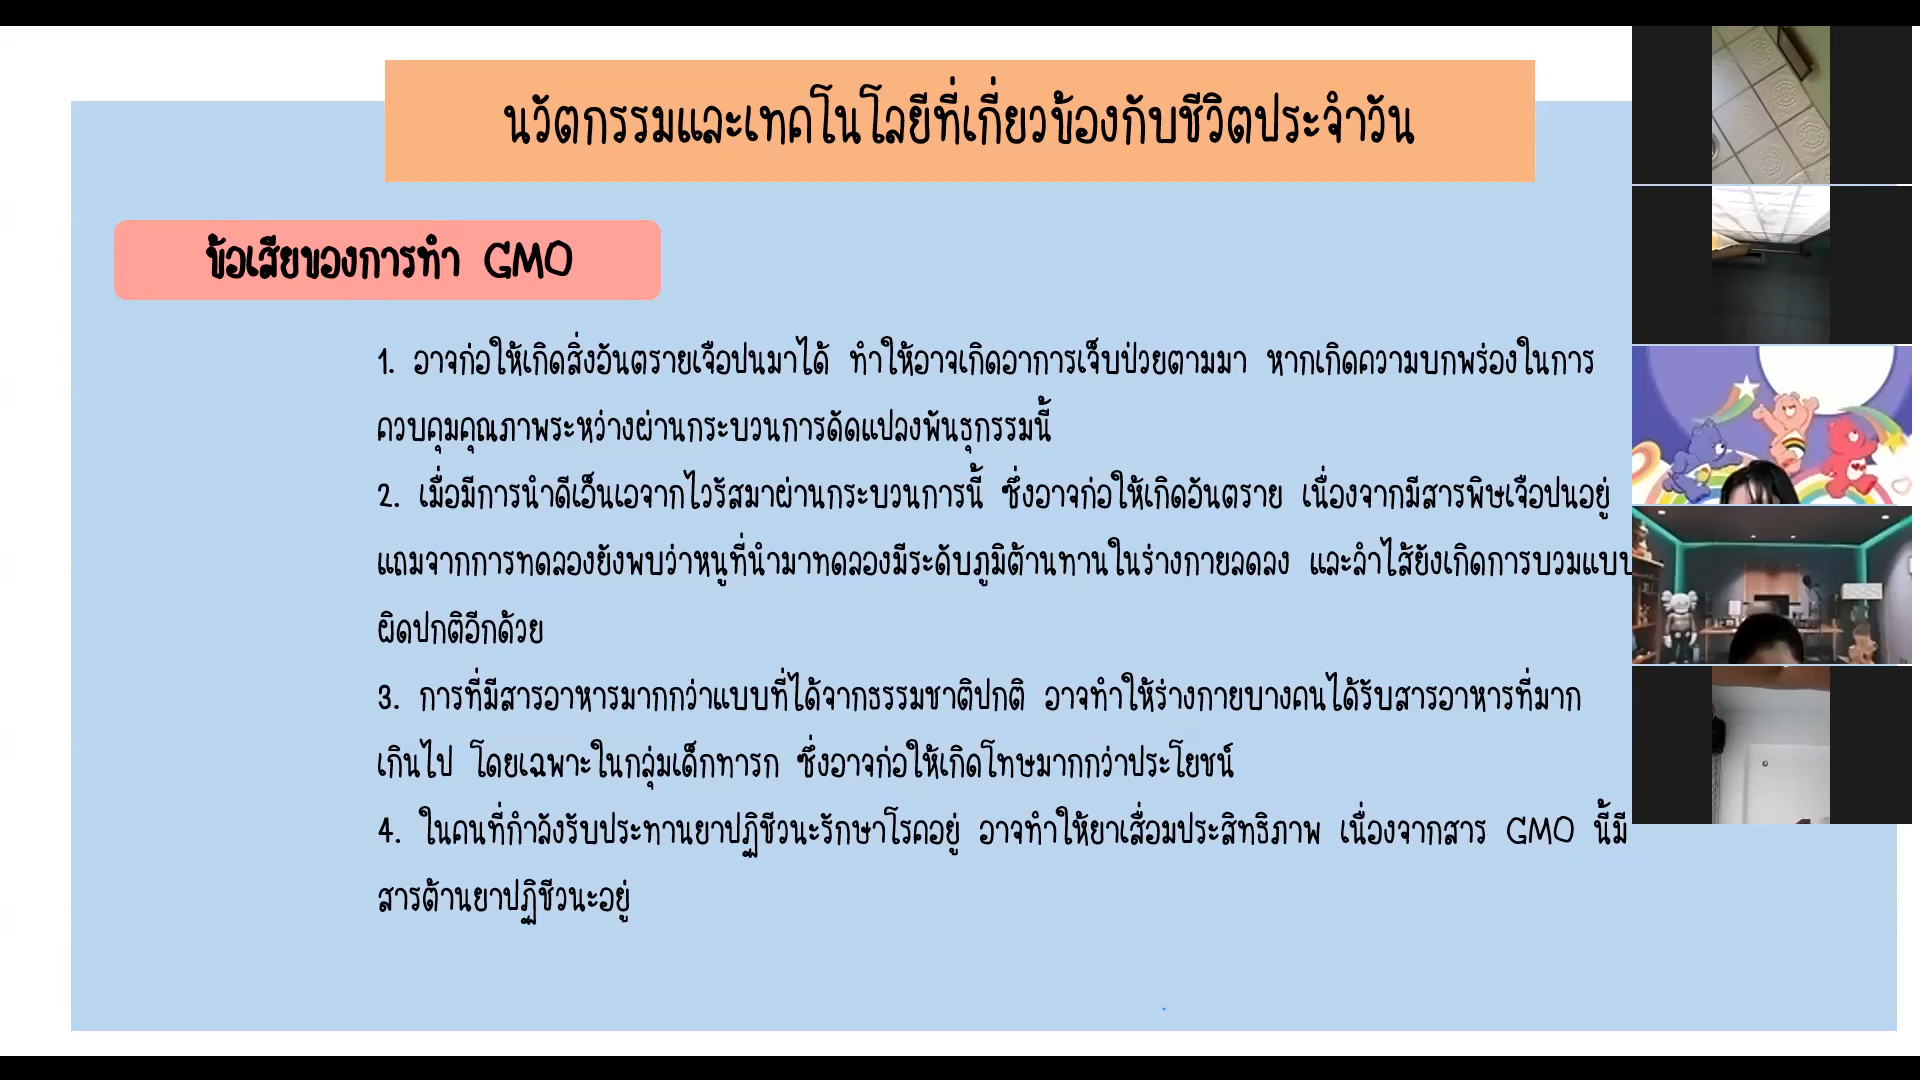 นวัตกรรมและเทคโนโลยีที่เกี่ยวข้องกับชีวิตประจำวัน
ข้อเสียของการทำ GMO
1. อาจก่อให้เกิดสิ่งอันตรายเจือปนมาได้ ทำให้อาจเกิดอาการเจ็บป่วยตามมา หากเกิดความบกพร่องในการ
ควบคุมคุณภาพระหว่างผ่านกระบวนการดัดแปลงพันธุกรรมนี้
2. เมื่อมีการนำดีเอ็นเอจากไวรัสมาผ่านกระบวนการนี้ ซึ่งอาจก่อให้เกิดอันตราย เนื่องจากมีสารพิษเจือปนอยู่
แถมจากการทดลองยังพบว่าหนูที่นำมาทดลองมีระดับภูมิต้านทานในร่างกายลดลง และลำไส้ยังเกิดการบวมแบบ
ผิดปกติอีกด้วย
3. การที่มีสารอาหารมากกว่าแบบที่ได้จากธรรมชาติปกติ อาจทำให้ร่างกายบางคนได้รับสารอาหารที่มาก
เกินไป โดยเฉพาะในกลุ่มเด็กทารก ซึ่งอาจก่อให้เกิดโทษมากกว่าประโยชน์
4. ในคนที่กำลังรับประทานยาปฏิชีวนะรักษาโรคอยู่ อาจทำให้ยาเสื่อมประสิทธิภาพ เนื่องจากสาร GMO นี้มี
สารต้านยาปฏิชีวนะอยู่